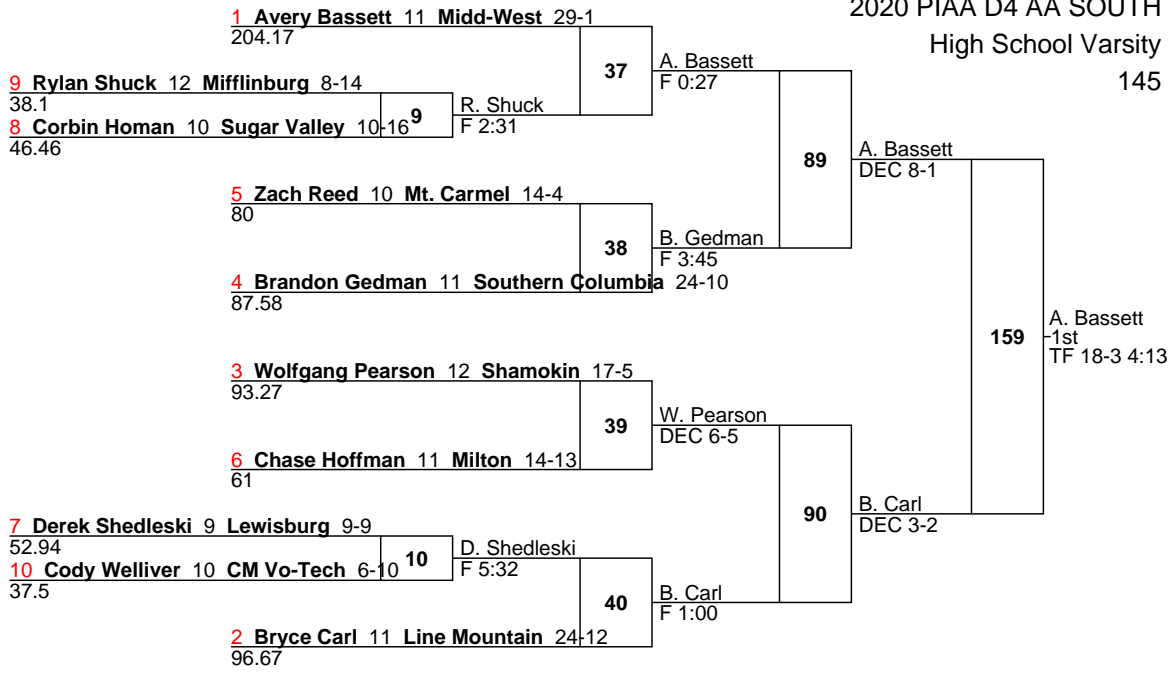 2020 PIAA D4 AA SOUTH
High School Varsity
145
1 Avery Bassett 11 Midd-West 29-1
204.17
37
A. Bassett
F 0:27
9 Rylan Shuck 12 Mifflinburg 8-14
38.1
9
R. Shuck
F 2:31
8 Corbin Homan 10 Sugar Valley 10-16
46.46
89
A. Bassett
DEC 8-1
5 Zach Reed 10 Mt. Carmel 14-4
80
38
B. Gedman
F 3:45
4 Brandon Gedman 11 Southern Columbia 24-10
87.58
159
A. Bassett
1st
TF 18-3 4:13
3 Wolfgang Pearson 12 Shamokin 17-5
93.27
39
W. Pearson
DEC 6-5
6 Chase Hoffman 11 Milton 14-13
61
90
B. Carl
DEC 3-2
7 Derek Shedleski 9 Lewisburg 9-9
52.94
10
D. Shedleski
F 5:32
10 Cody Welliver 10 CM Vo-Tech 6-10
37.5
40
B. Carl
F 1:00
2 Bryce Carl 11 Line Mountain 24-12
96.67